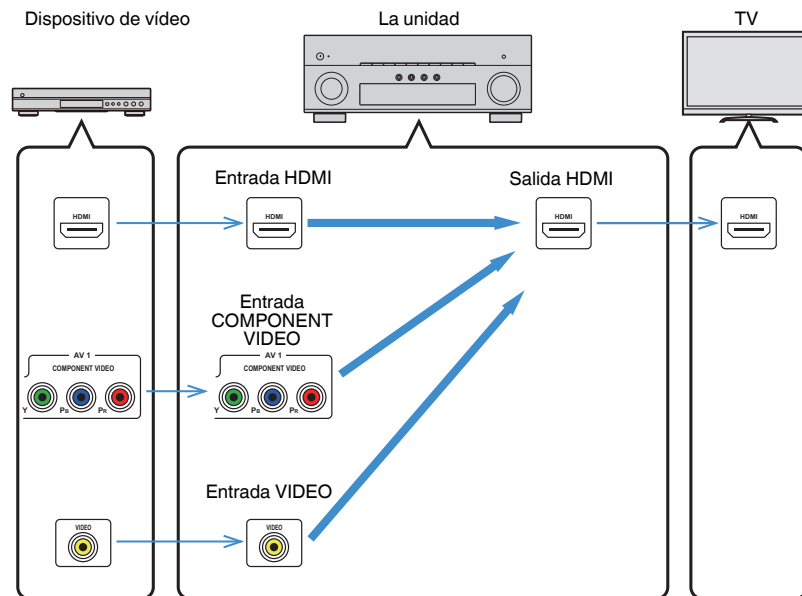 Dispositivo de vídeo
La unidad
TV
Entrada HDMI
Salida HDMI
HDMI
HDMI
HDMI
HDMI
Entrada
COMPONENT
VIDEO
AV 1
COMPONENT VIDEO
Y PB PR
AV 1
COMPONENT VIDEO
Y PB PR
Entrada VIDEO
VIDEO
VIDEO